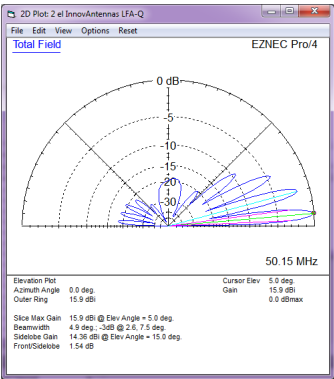 2D Plot: 2 el InnovAntennas LFA-Q
File Edit View Options Reset
Total Field EZNEC Pro/4
0 dB
-5
-10
-15
-20
-30
50.15 MHz
Elevation Plot Cursor Elev 5.0 deg.
Azimuth Angle 0.0 deg. Gain 15.9 dBi
Outer Ring 15.9 dBi 0.0 dBmax
Slice Max Gain 15.9 dBi @ Elev Angle = 5.0 deg.
Beamwidth 4.9 deg.; -3dB @ 2.6, 7.5 deg.
Sidelobe Gain 14.36 dBi @ Elev Angle = 15.0 deg.
Front/Sidelobe 1.54 dB